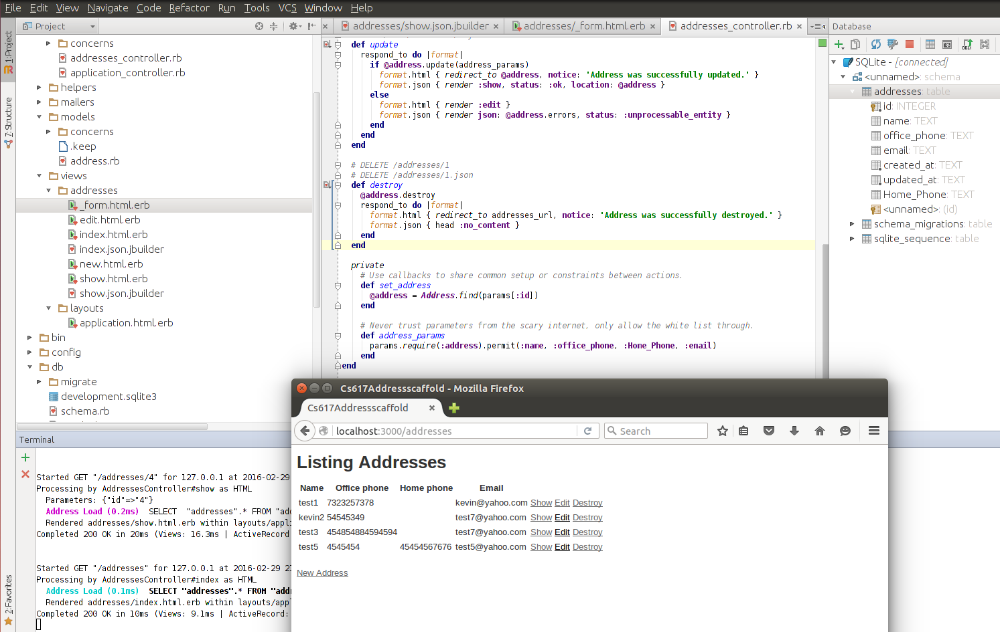 File Edit View Navigate Code Refactor Run Tools VCS Window Help
Project
addresses/show.json.jbuilder
addresses/_form.html.erb
addresses_controller.rb
4
Database
1: Project
7: Structure
2: Favorites
concerns
addresses_controller.rb
application_controller.rb
helpers
mailers
models
concerns
.keep
address.rb
views
addresses
_form.html.erb
edit.html.erb
index.html.erb
index.json.jbuilder
new.html.erb
show.html.erb
show.json.jbuilder
layouts
application.html.erb
bin
config
db
migrate
development.sqlite3
schema.rb
def update
respond_to do |format|
if @address.update(address_params)
format.html { redirect_to @address, notice: 'Address was successfully updated.' }
format.json { render :show, status: :ok, location: @address }
else
format.html { render :edit }
format.json { render json: @address.errors, status: :unprocessable_entity }
end
end
end
# DELETE /addresses/1
# DELETE /addresses/1.json
def destroy
@address.destroy
respond_to do |format|
format.html { redirect_to addresses_url, notice: 'Address was successfully destroyed.' }
format.json { head :no_content }
end
end
private
# Use callbacks to share common setup or constraints between actions.
def set_address
@address = Address.find(params[:id])
end
# Never trust parameters from the scary internet, only allow the white list through.
def address_params
params.require(:address).permit(:name, :office_phone, :Home_Phone, :email)
end
end
SQLite - [connected]
<unnamed>: schema
addresses: table
id: INTEGER
name: TEXT
office_phone: TEXT
email: TEXT
created_at: TEXT
updated_at: TEXT
Home_Phone: TEXT
<unnamed>: (id)
schema_migrations: table
sqlite_sequence: table
Terminal
Started GET "/addresses/4" for 127.0.0.1 at 2016-02-29
Processing by AddressesController#show as HTML
Parameters: {"id"=>"4"}
Address Load (0.2ms) SELECT "addresses".* FROM "add
Rendered addresses/show.html.erb within layouts/appli
Completed 200 OK in 20ms (Views: 16.3ms | ActiveRecord
Started GET "/addresses" for 127.0.0.1 at 2016-02-29 2
Processing by AddressesController#index as HTML
Address Load (0.1ms) SELECT "addresses".* FROM "addr
Rendered addresses/index.html.erb within layouts/appl
Completed 200 OK in 10ms (Views: 9.1ms | ActiveRecord:
Cs617Addressscaffold - Mozilla Firefox
Cs617Addressscaffold
localhost:3000/addresses
Search
Listing Addresses
Name Office phone Home phone Email
test1 7323257378 kevin@yahoo.com Show Edit Destroy
kevin2 54545349 test7@yahoo.com Show Edit Destroy
test3 454854884594594 test7@yahoo.com Show Edit Destroy
test5 4545454 45454567676 test5@yahoo.com Show Edit Destroy
New Address